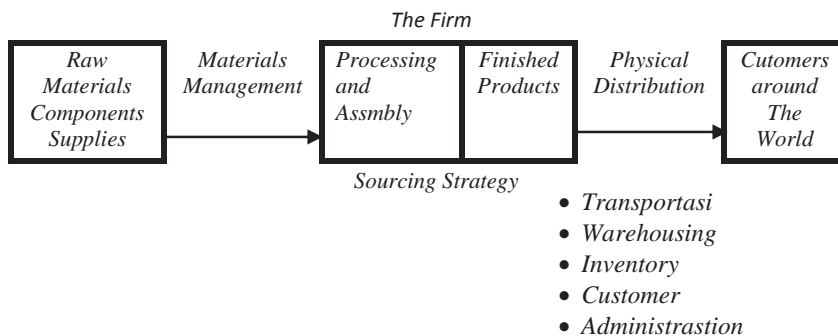 The Firm
Raw
Materials
Components
Supplies
Materials
Management
Processing
and
Assmbly
Finished
Products
Physical
Distribution
Cutomers
around
The
World
Sourcing Strategy
• Transportasi
• Warehousing
• Inventory
• Customer
• Administrastion